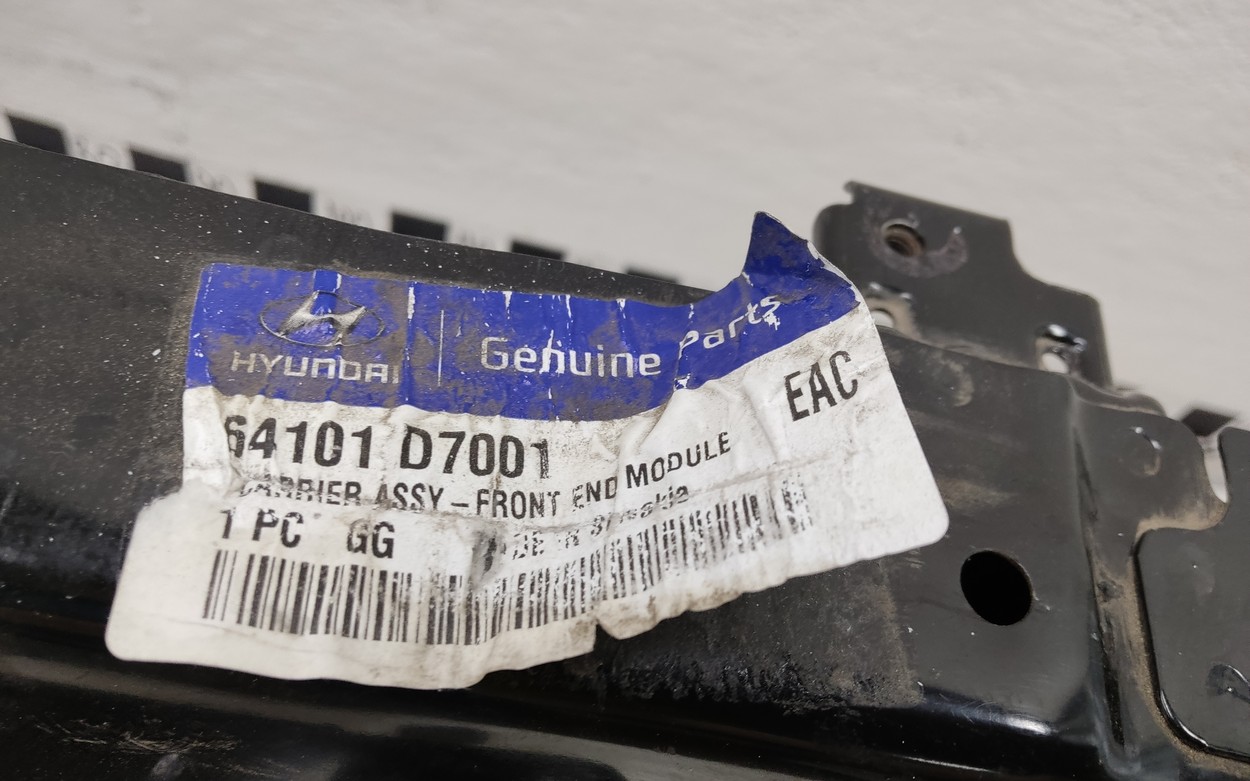 HYUNDAI Genuine Parts
EAC
64101 D7001
CARRIER ASSY-FRONT END MODULE
1 PC GG